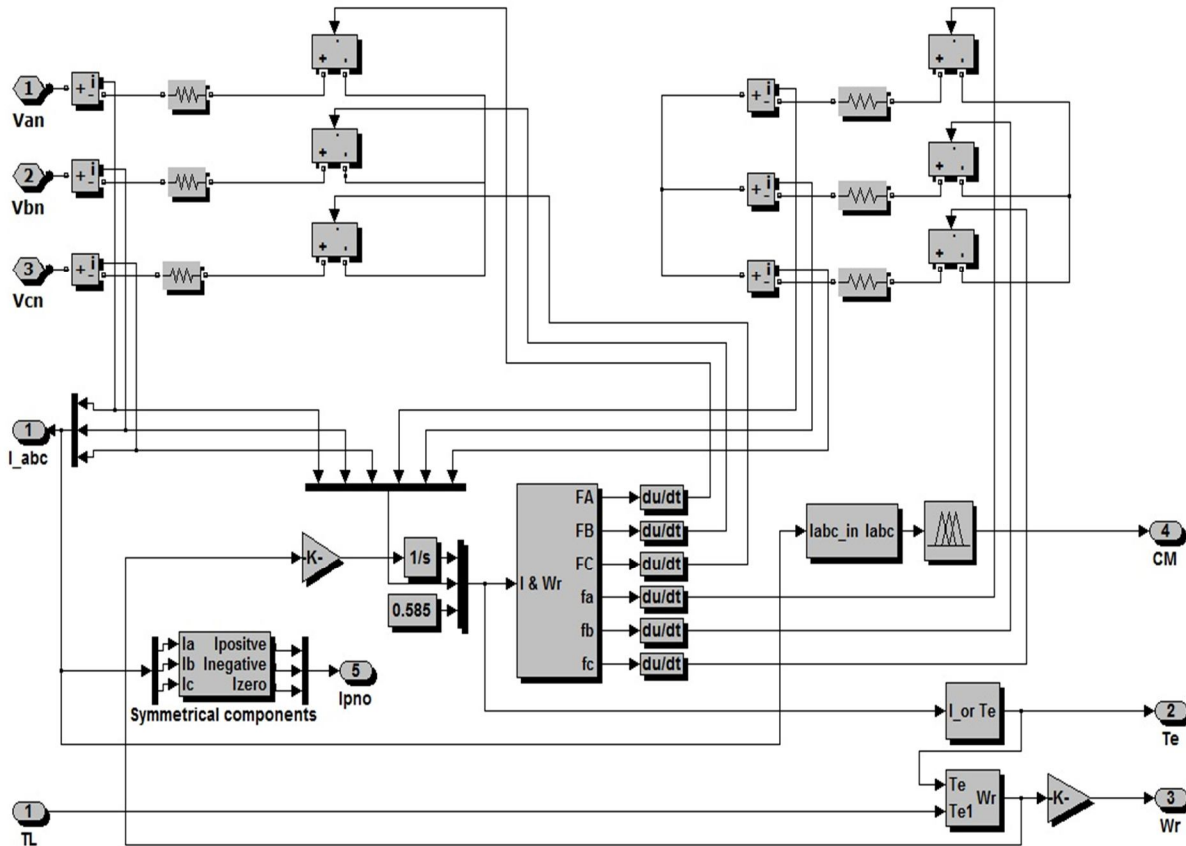 + -
i
+ -
1
Van
+ - i
i
+ -
+ -
2
Vbn
+ - i
i
+ -
+ -
3
Vcn
+ - i
i
+ -
1
I_abc
FA
du/dt
FB
du/dt
Iabc_in Iabc
4
CM
-K-
1/s
FC
du/dt
I & Wr
0.585
fa
du/dt
fb
du/dt
Ia
Ipositve
Ib
Inegative
Ic
Izero
5
Ipno
fc
du/dt
Symmetrical components
I_or Te
2
Te
Te
Wr
Te1
-K-
3
Wr
1
TL